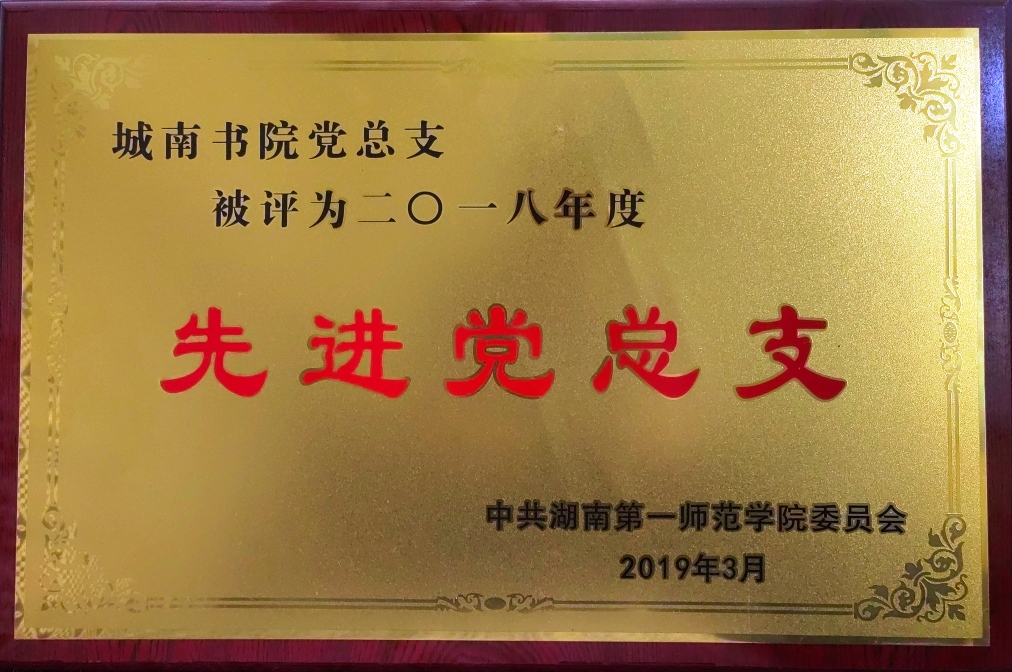 城南书院党总支
被评为二〇一八年度
先进党总支
中共湖南第一师范学院委员会
2019年3月